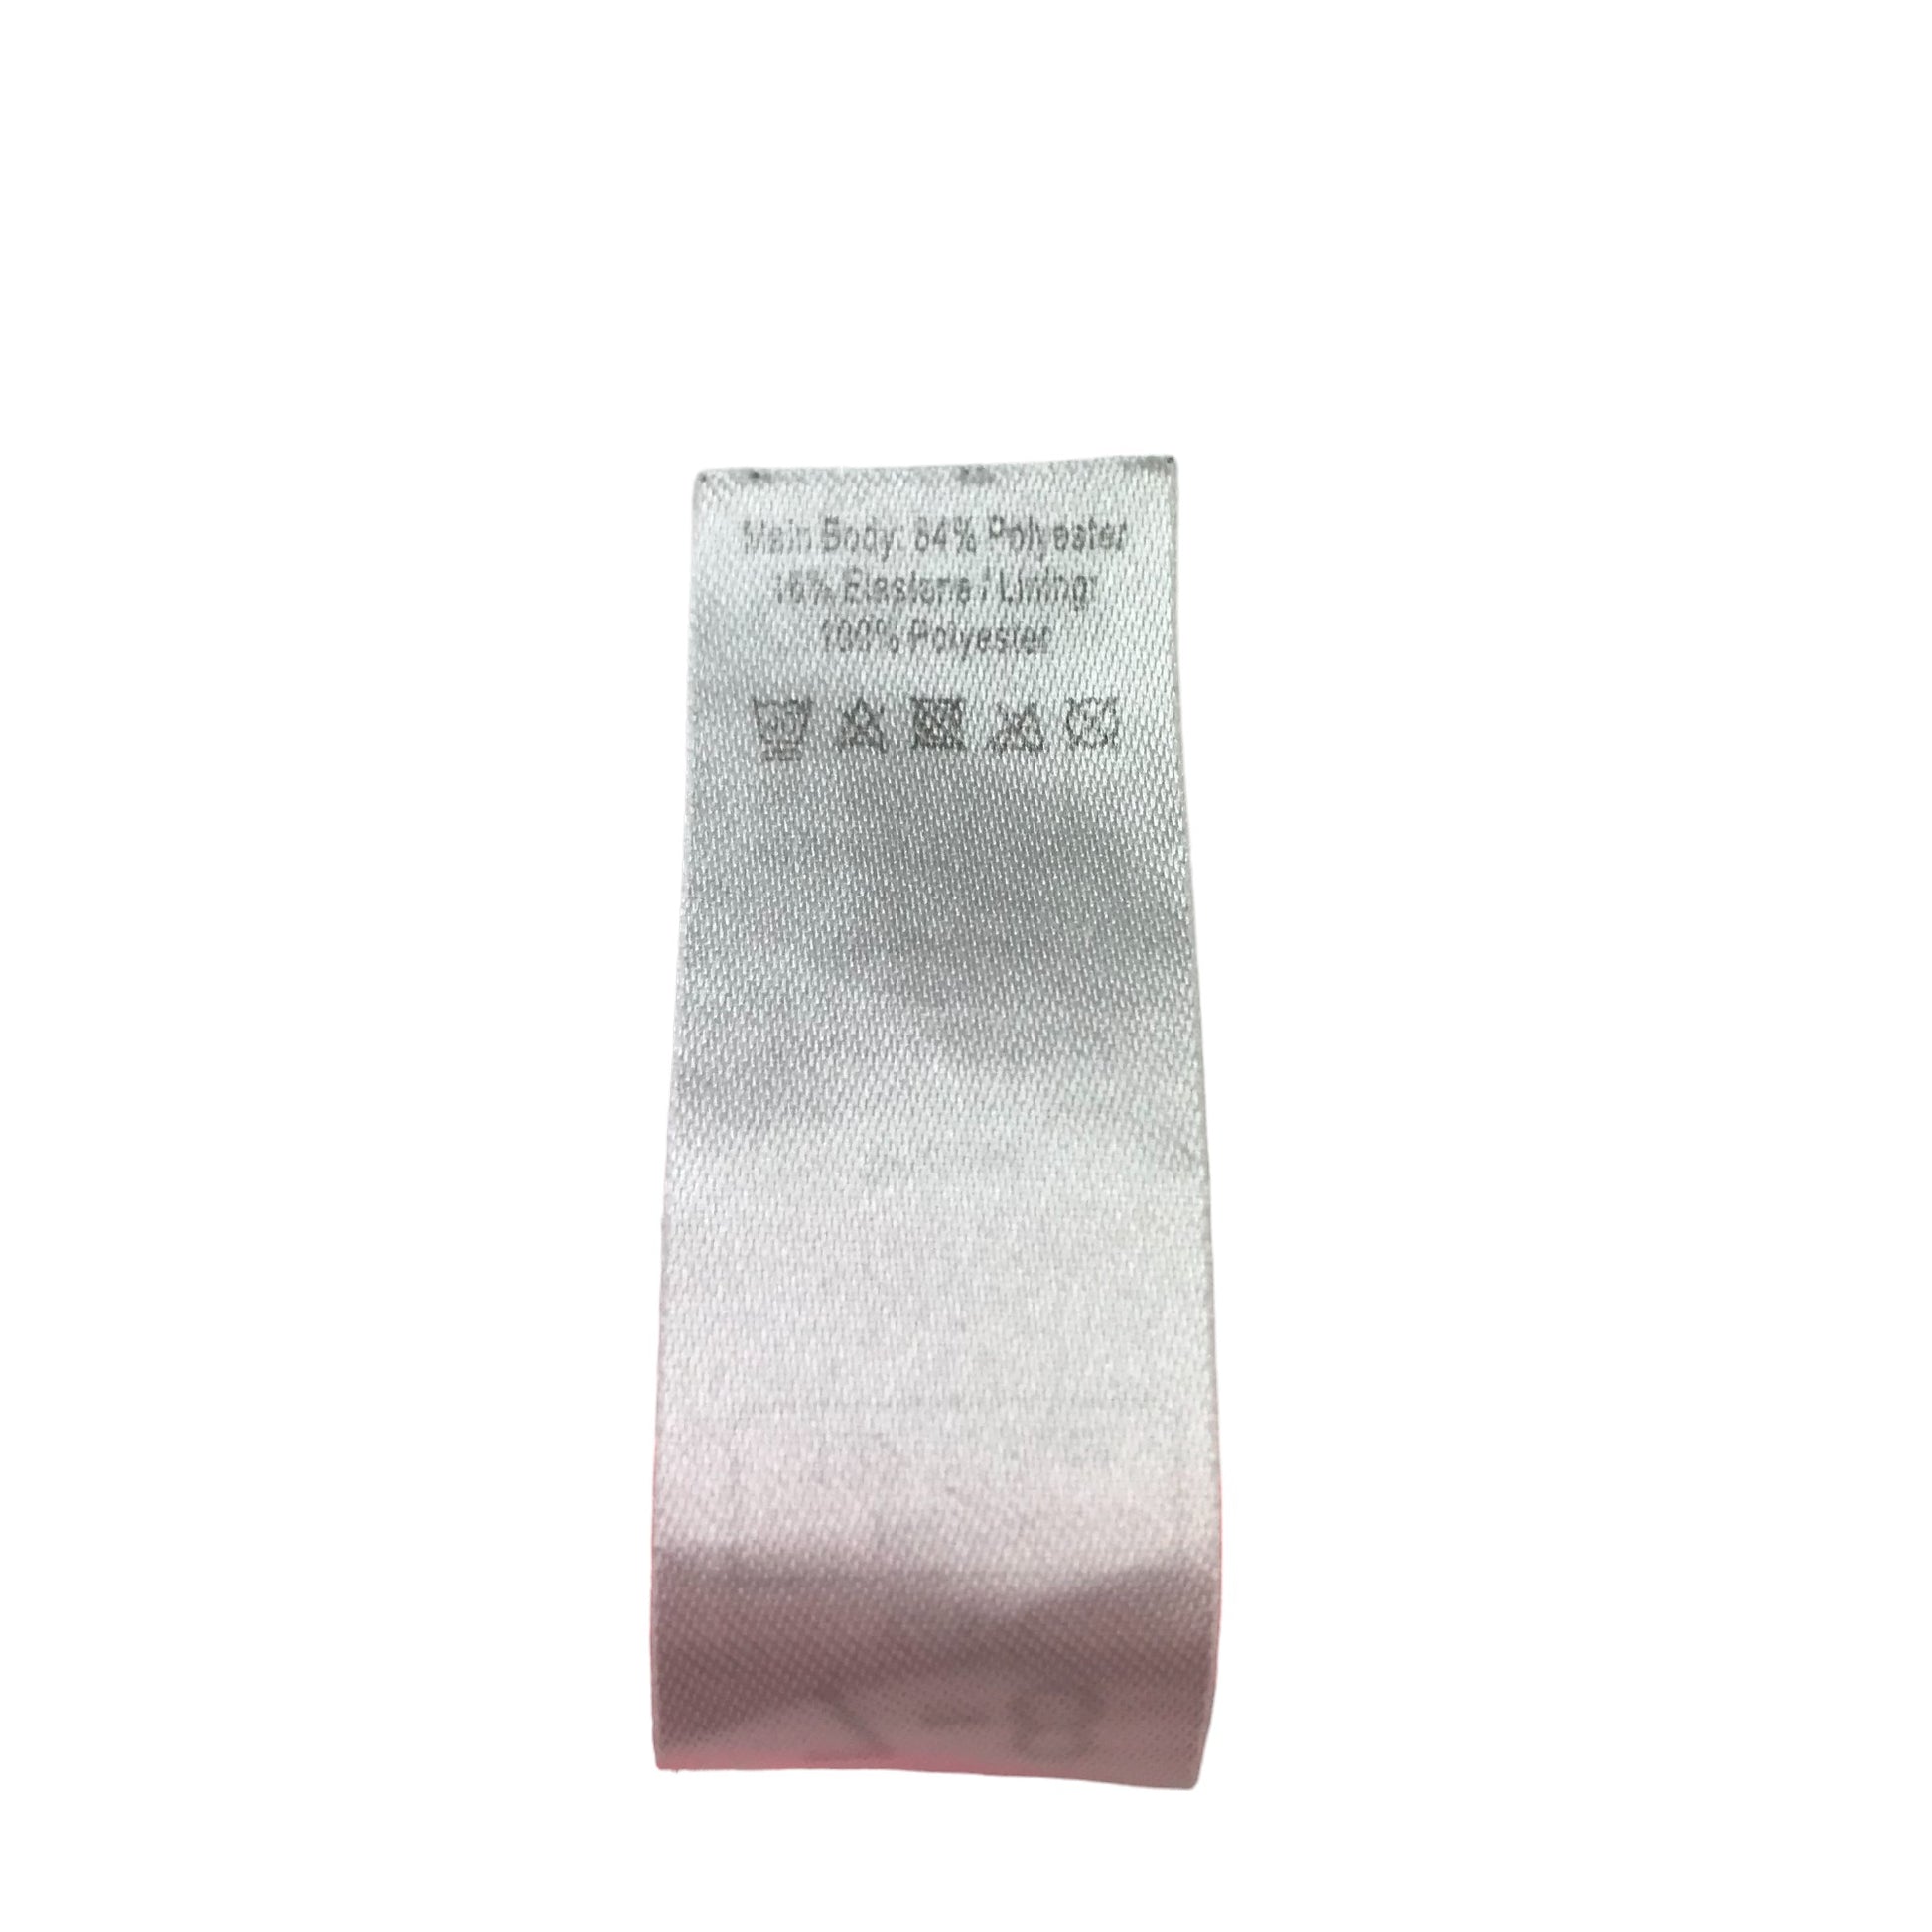 Main Body: 84% Polyester
16% Elastane / Lining:
100% Polyester